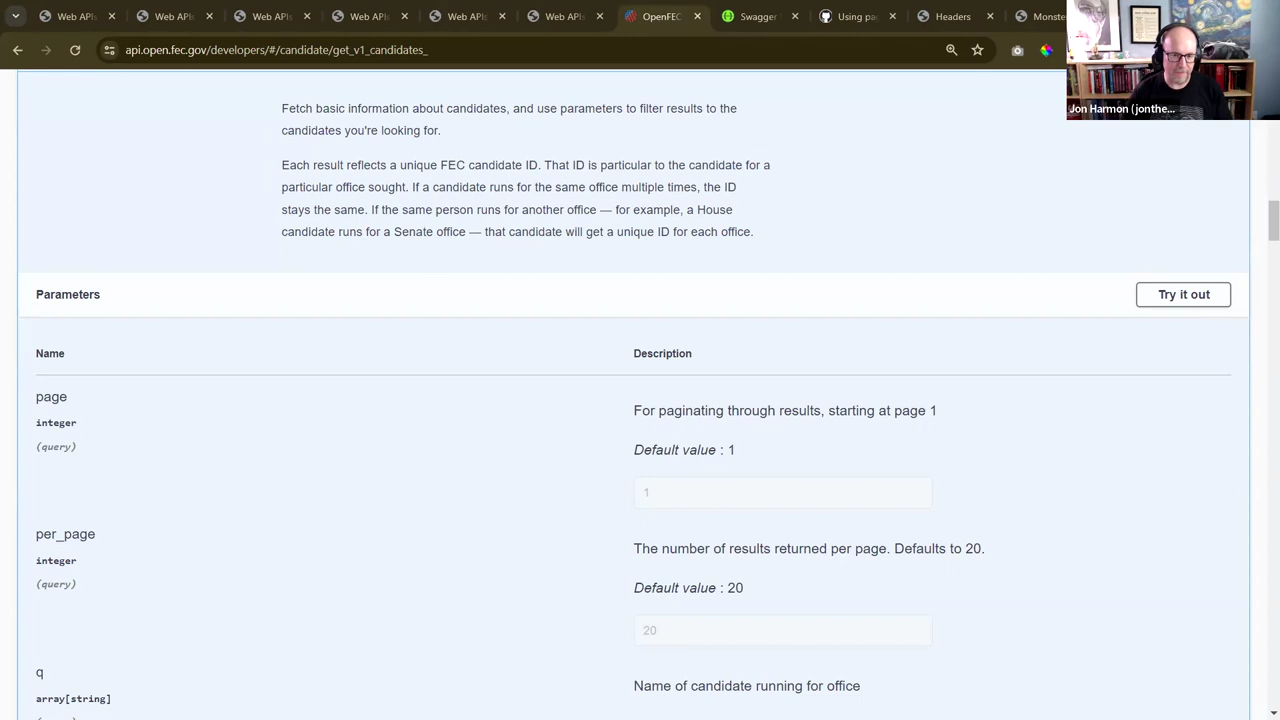 Web APIs
Web APIs
Web APIs
Web APIs
Web APIs
Web APIs
OpenFEC
Swagger
Using pr
Headers
Monste
api.open.fec.gov/developers/#/candidate/get_v1_candidates_
Jon Harmon (jonthe...
Fetch basic information about candidates, and use parameters to filter results to the
candidates you're looking for.
Each result reflects a unique FEC candidate ID. That ID is particular to the candidate for a
particular office sought. If a candidate runs for the same office multiple times, the ID
stays the same. If the same person runs for another office — for example, a House
candidate runs for a Senate office — that candidate will get a unique ID for each office.
Parameters
Try it out
Name
Description
page
integer
(query)
For paginating through results, starting at page 1
Default value : 1
1
per_page
integer
(query)
The number of results returned per page. Defaults to 20.
Default value : 20
20
q
array[string]
Name of candidate running for office